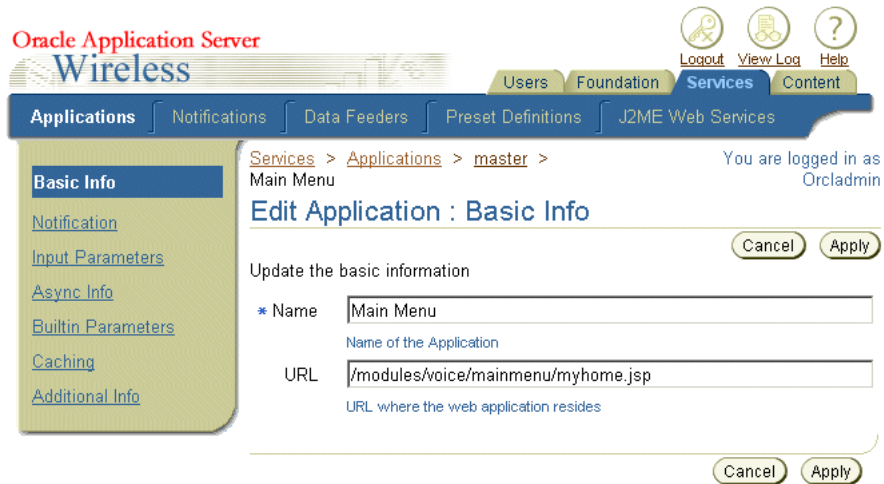 Oracle Application Server
Wireless
Logout View Log Help
Users Foundation Services Content
Applications Notifications Data Feeders Preset Definitions J2ME Web Services
Basic Info
Notification
Input Parameters
Async Info
Builtin Parameters
Caching
Additional Info
Services > Applications > master >
Main Menu
You are logged in as
Orcladmin
Edit Application : Basic Info
Cancel Apply
Update the basic information
* Name Main Menu
Name of the Application
URL /modules/voice/mainmenu/myhome.jsp
URL where the web application resides
Cancel Apply